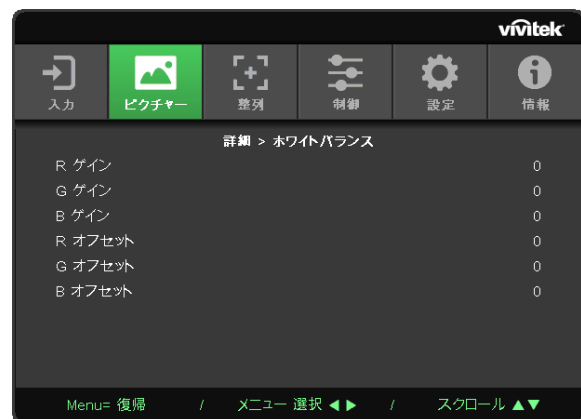 vivitek
入力 ピクチャー 整列 制御 設定 情報
詳細 > ホワイトバランス
R ゲイン 0
G ゲイン 0
B ゲイン 0
R オフセット 0
G オフセット 0
B オフセット 0
Menu= 復帰 / メニュー 選択 ◀ ▶ / スクロール ▲▼